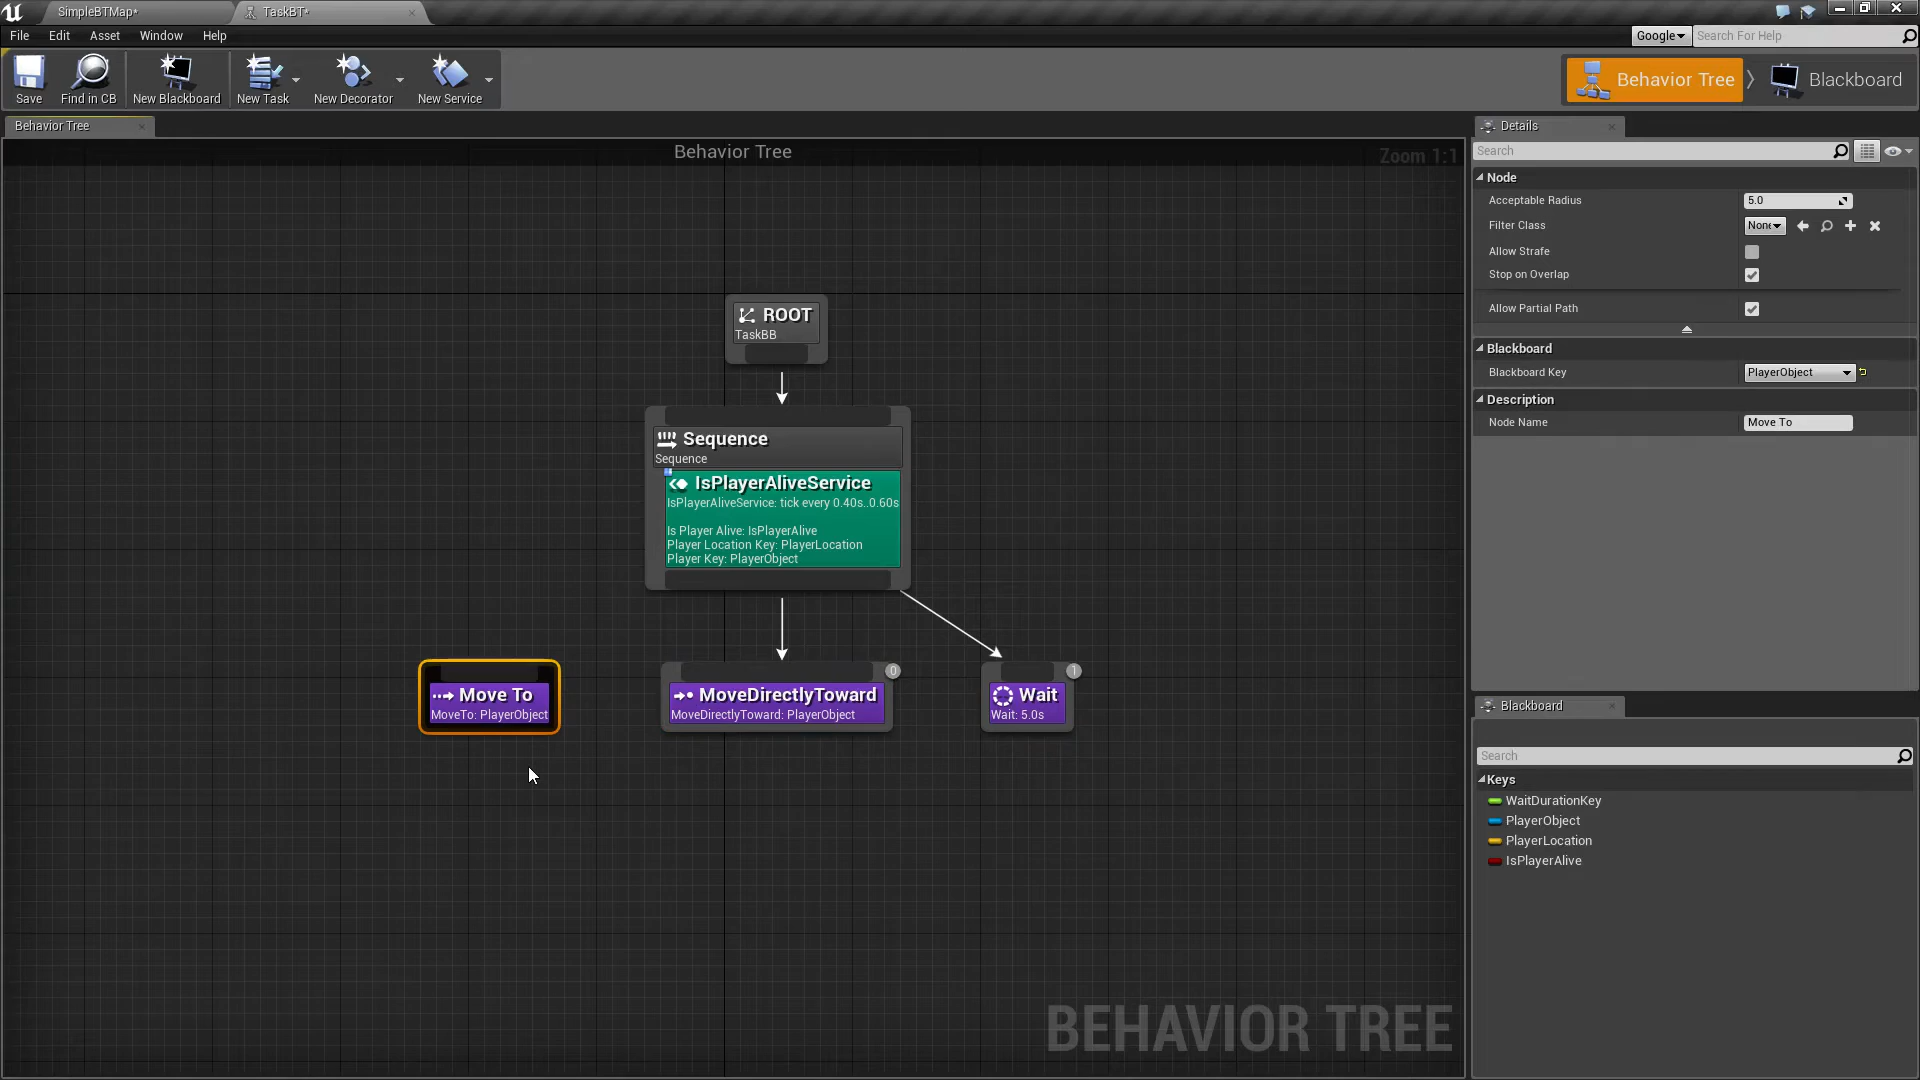 SimpleBTMap*
TaskBT*
File Edit Asset Window Help
Google
Search For Help
Save
Find in CB
New Blackboard
New Task
New Decorator
New Service
Behavior Tree
Blackboard
Behavior Tree
Behavior Tree
Zoom 1:1
ROOT
TaskBB
Sequence
Sequence
IsPlayerAliveService
IsPlayerAliveService: tick every 0.40s..0.60s
Is Player Alive: IsPlayerAlive
Player Location Key: PlayerLocation
Player Key: PlayerObject
Move To
MoveTo: PlayerObject
0
MoveDirectlyToward
MoveDirectlyToward: PlayerObject
1
Wait
Wait: 5.0s
BEHAVIOR TREE
Details
Search
Node
Acceptable Radius 5.0
Filter Class None
Allow Strafe
Stop on Overlap
Allow Partial Path
Blackboard
Blackboard Key PlayerObject
Description
Node Name Move To
Blackboard
Search
Keys
WaitDurationKey
PlayerObject
PlayerLocation
IsPlayerAlive